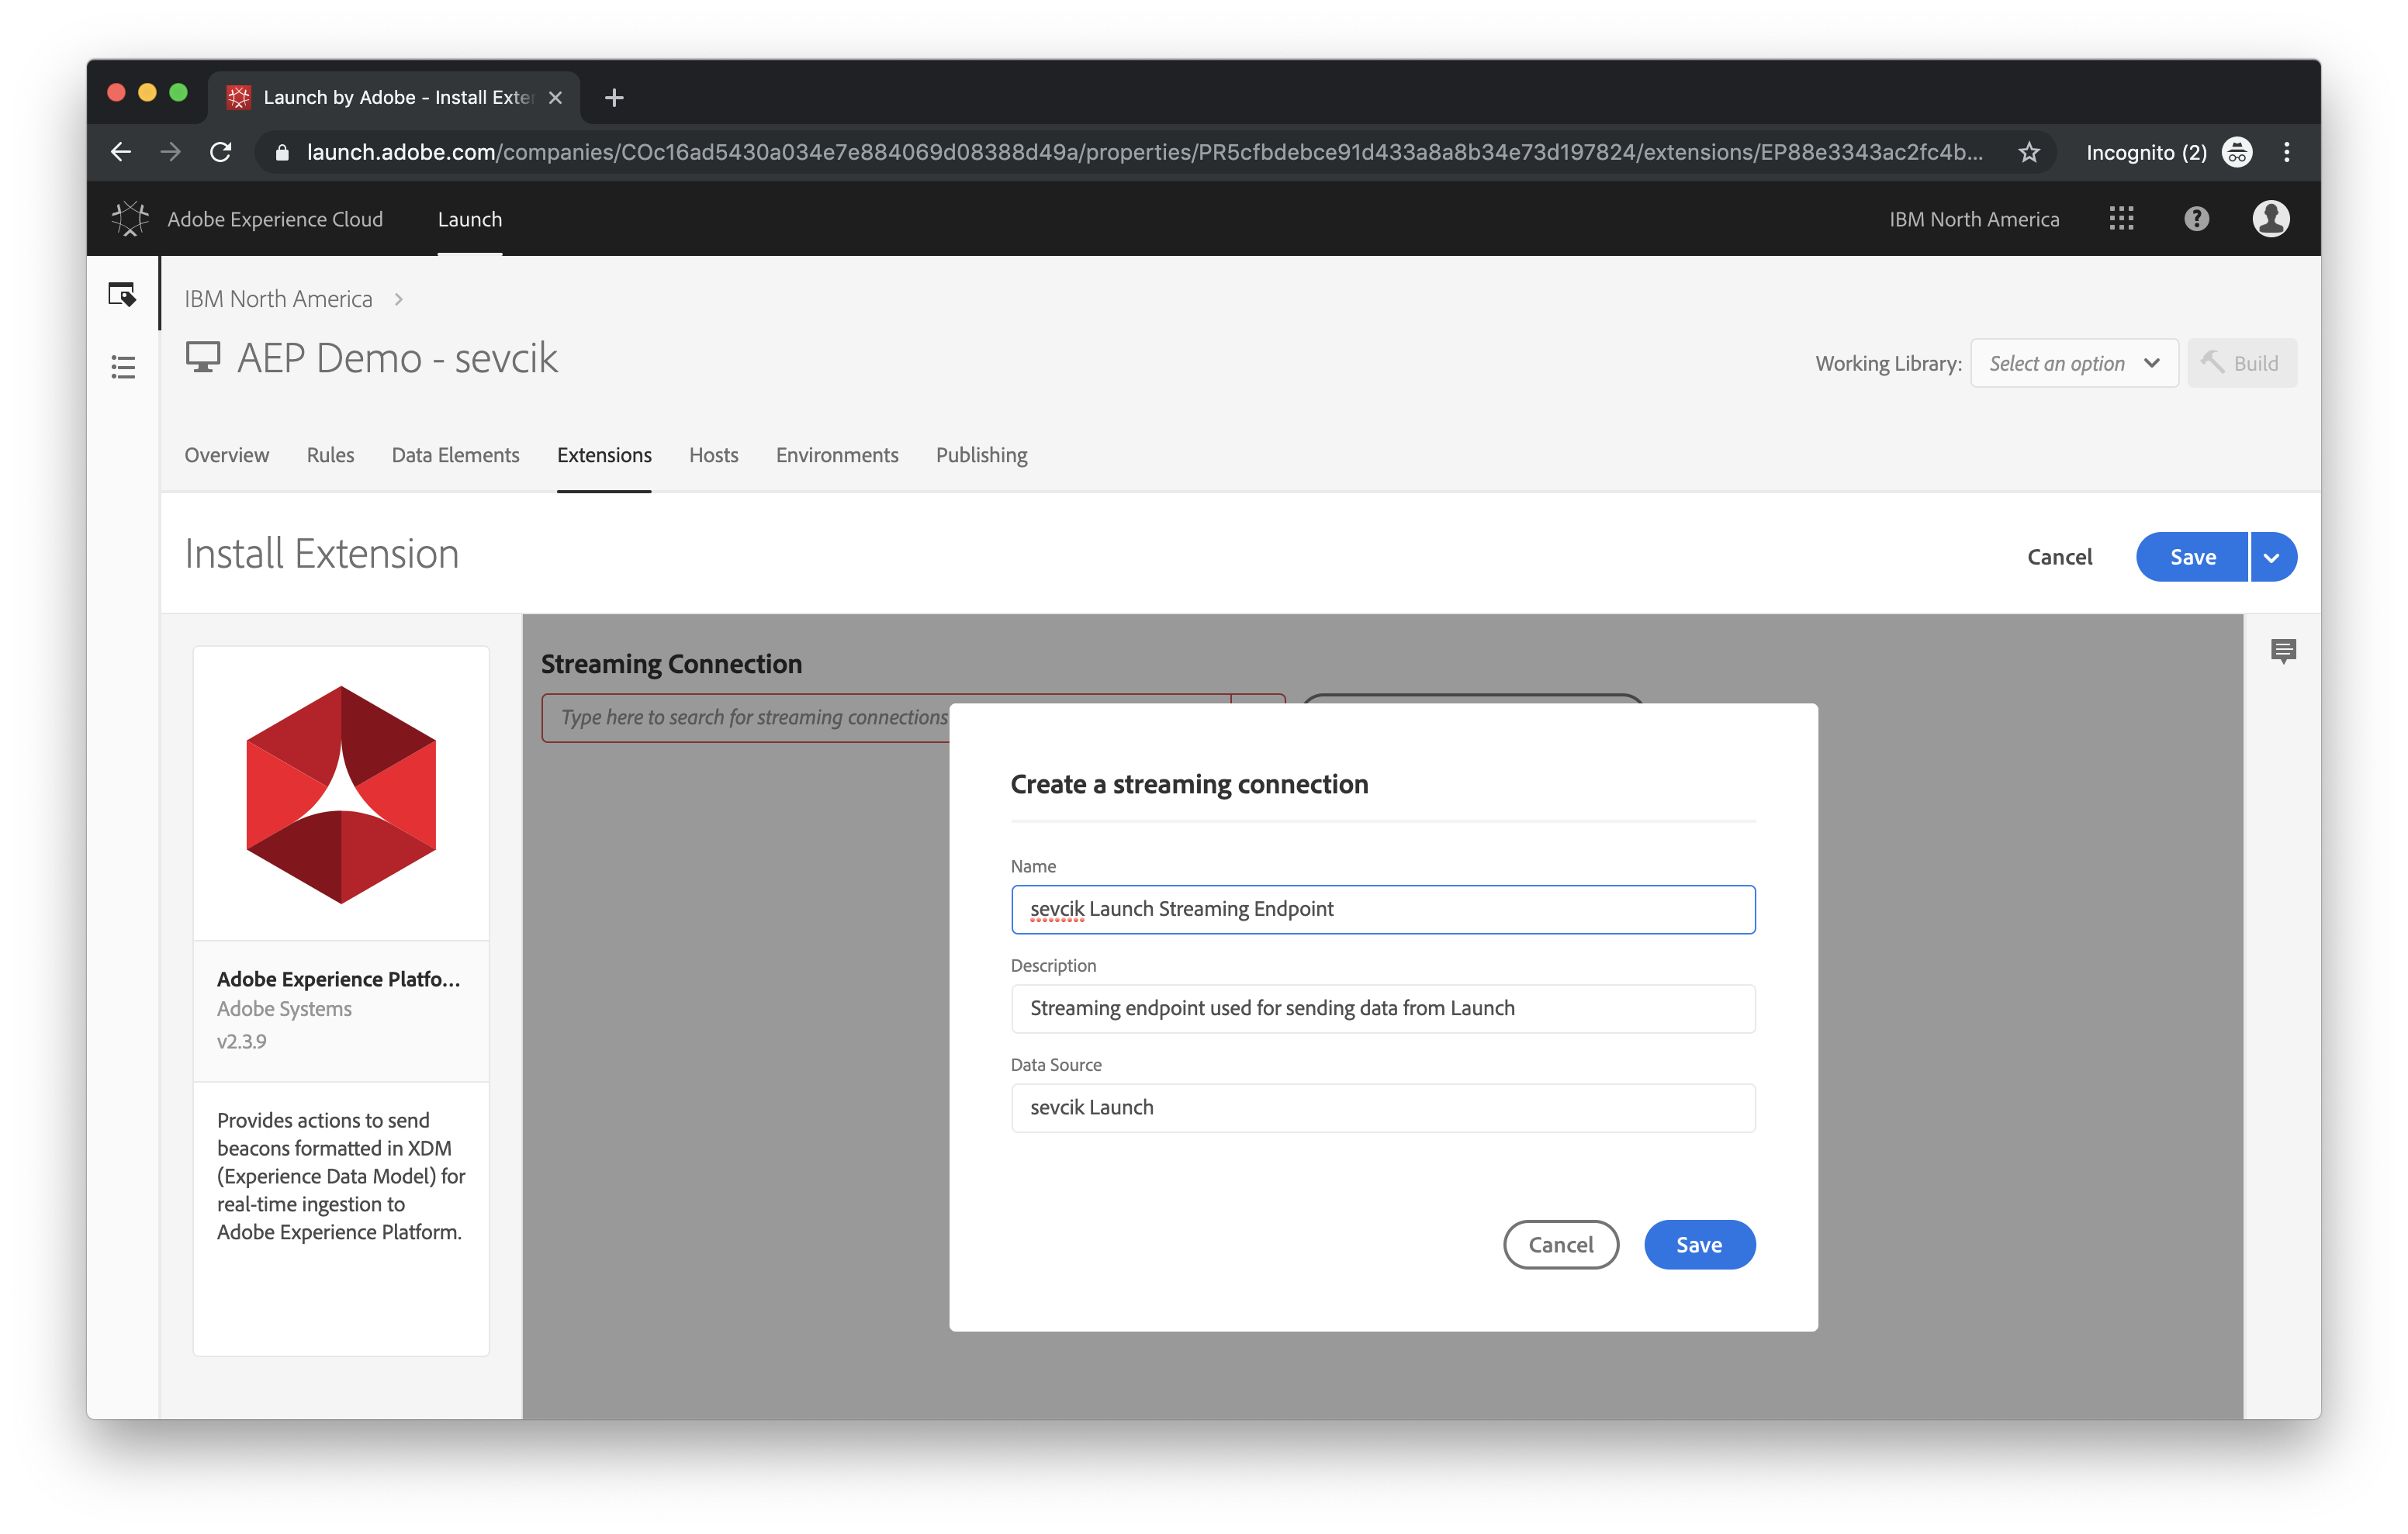 Launch by Adobe - Install Exte
Incognito (2)
launch.adobe.com/companies/COc16ad5430a034e7e884069d08388d49a/properties/PR5cfbdebce91d433a8a8b34e73d197824/extensions/EP88e3343ac2fc4b...
Adobe Experience Cloud
Launch
IBM North America
IBM North America
AEP Demo - sevcik
Working Library:
Select an option
Build
Overview
Rules
Data Elements
Extensions
Hosts
Environments
Publishing
Install Extension
Cancel
Save
Adobe Experience Platfo...
Adobe Systems
v2.3.9
Provides actions to send
beacons formatted in XDM
(Experience Data Model) for
real-time ingestion to
Adobe Experience Platform.
Streaming Connection
Type here to search for streaming connections
Create a streaming connection
Name
sevcik Launch Streaming Endpoint
Description
Streaming endpoint used for sending data from Launch
Data Source
sevcik Launch
Cancel
Save